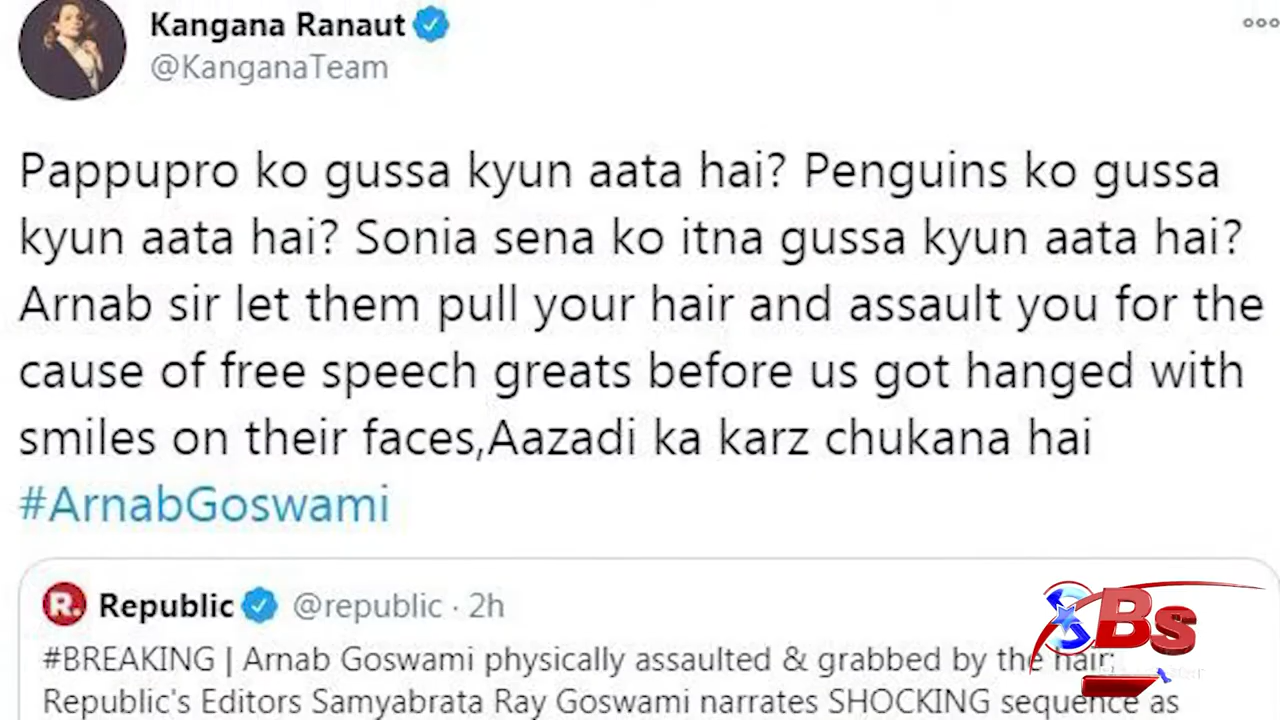 Kangana Ranaut
@KanganaTeam
Pappupro ko gussa kyun aata hai? Penguins ko gussa
kyun aata hai? Sonia sena ko itna gussa kyun aata hai?
Arnab sir let them pull your hair and assault you for the
cause of free speech greats before us got hanged with
smiles on their faces,Aazadi ka karz chukana hai
#ArnabGoswami
R. Republic @republic · 2h
#BREAKING | Arnab Goswami physically assaulted & grabbed by the hair;
Republic's Editors Samyabrata Ray Goswami narrates SHOCKING sequence as
SBs